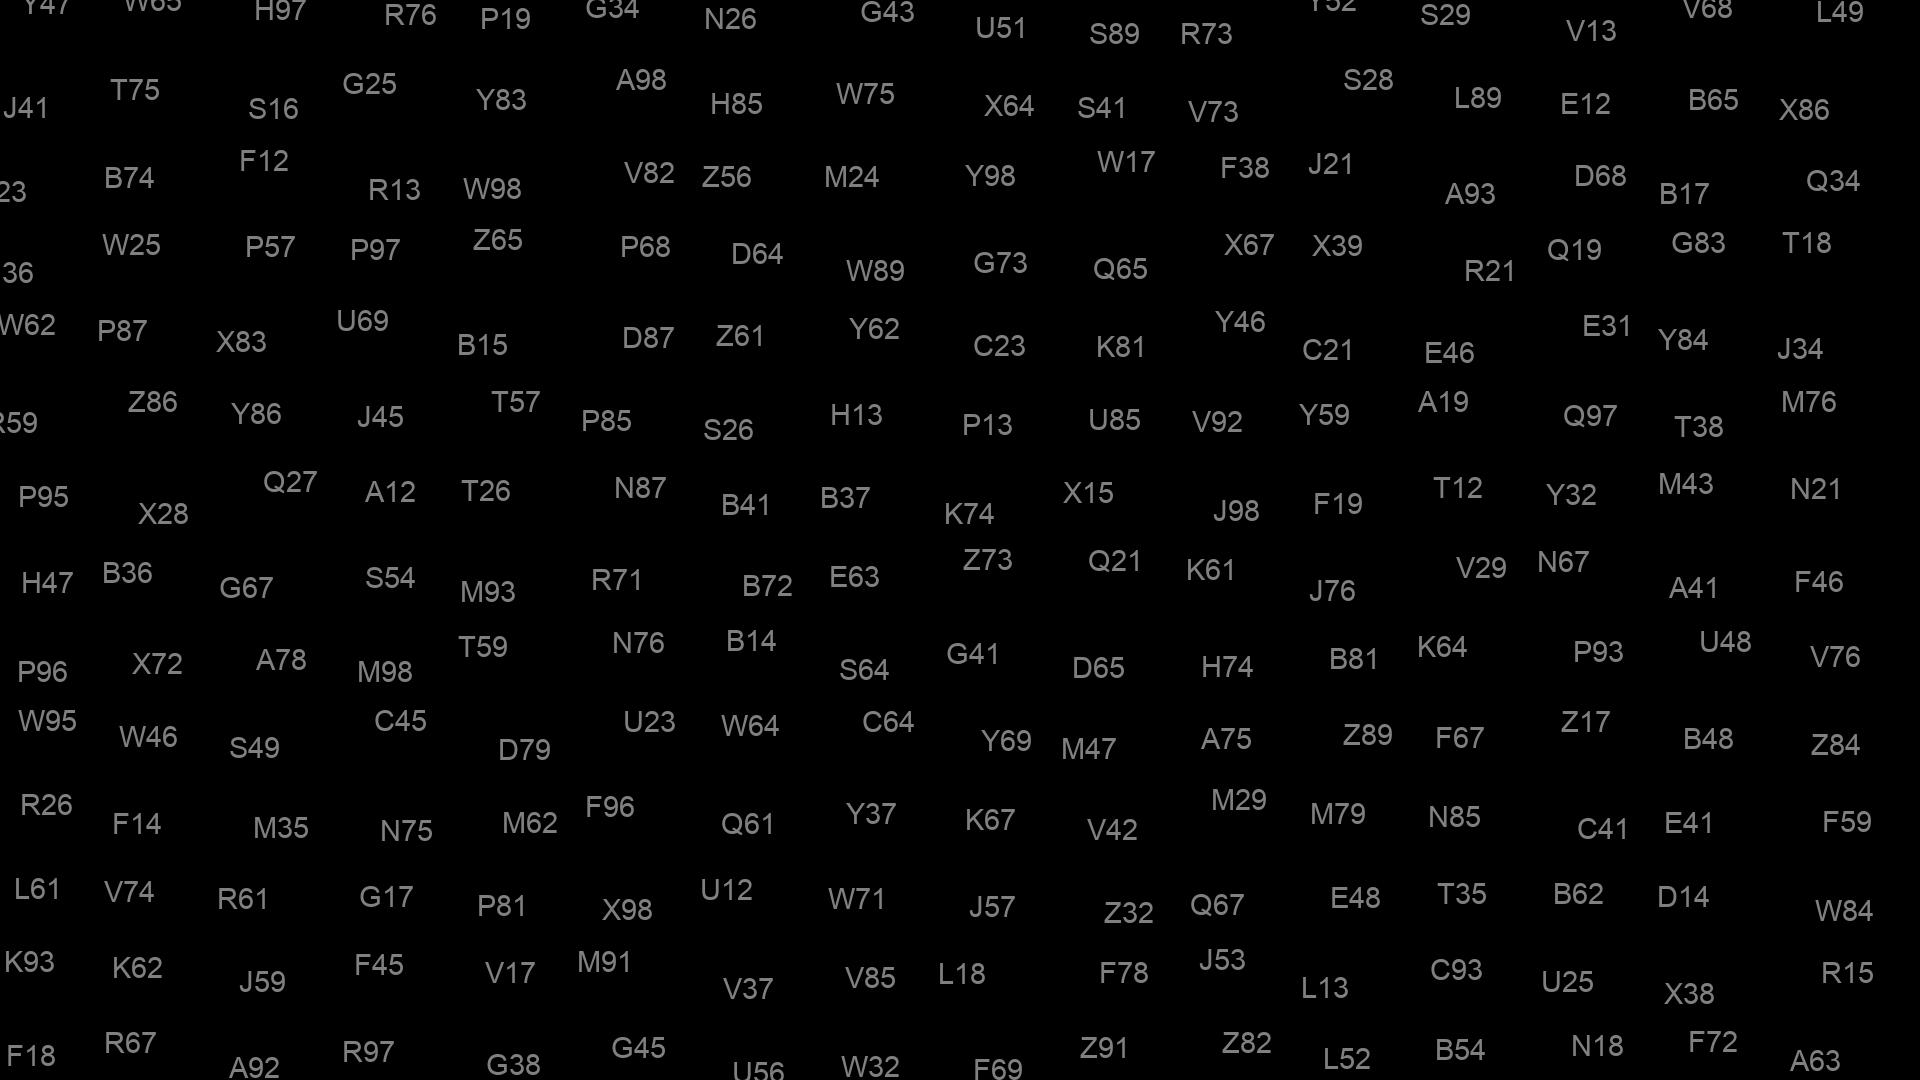 Y47 W65 H97 R76 P19 G34 N26 G43 U51 S89 R73 Y52 S29 V13 V68 L49
J41 T75 S16 G25 Y83 A98 H85 W75 X64 S41 V73 S28 L89 E12 B65 X86
23 B74 F12 R13 W98 V82 Z56 M24 Y98 W17 F38 J21 A93 D68 B17 Q34
36 W25 P57 P97 Z65 P68 D64 W89 G73 Q65 X67 X39 R21 Q19 G83 T18
W62 P87 X83 U69 B15 D87 Z61 Y62 C23 K81 Y46 C21 E46 E31 Y84 J34
R59 Z86 Y86 J45 T57 P85 S26 H13 P13 U85 V92 Y59 A19 Q97 T38 M76
P95 X28 Q27 A12 T26 N87 B41 B37 K74 X15 J98 F19 T12 Y32 M43 N21
H47 B36 G67 S54 M93 R71 B72 E63 Z73 Q21 K61 J76 V29 N67 A41 F46
P96 X72 A78 M98 T59 N76 B14 S64 G41 D65 H74 B81 K64 P93 U48 V76
W95 W46 S49 C45 D79 U23 W64 C64 Y69 M47 A75 Z89 F67 Z17 B48 Z84
R26 F14 M35 N75 M62 F96 Q61 Y37 K67 V42 M29 M79 N85 C41 E41 F59
L61 V74 R61 G17 P81 X98 U12 W71 J57 Z32 Q67 E48 T35 B62 D14 W84
K93 K62 J59 F45 V17 M91 V37 V85 L18 F78 J53 L13 C93 U25 X38 R15
F18 R67 A92 R97 G38 G45 U56 W32 F69 Z91 Z82 L52 B54 N18 F72 A63